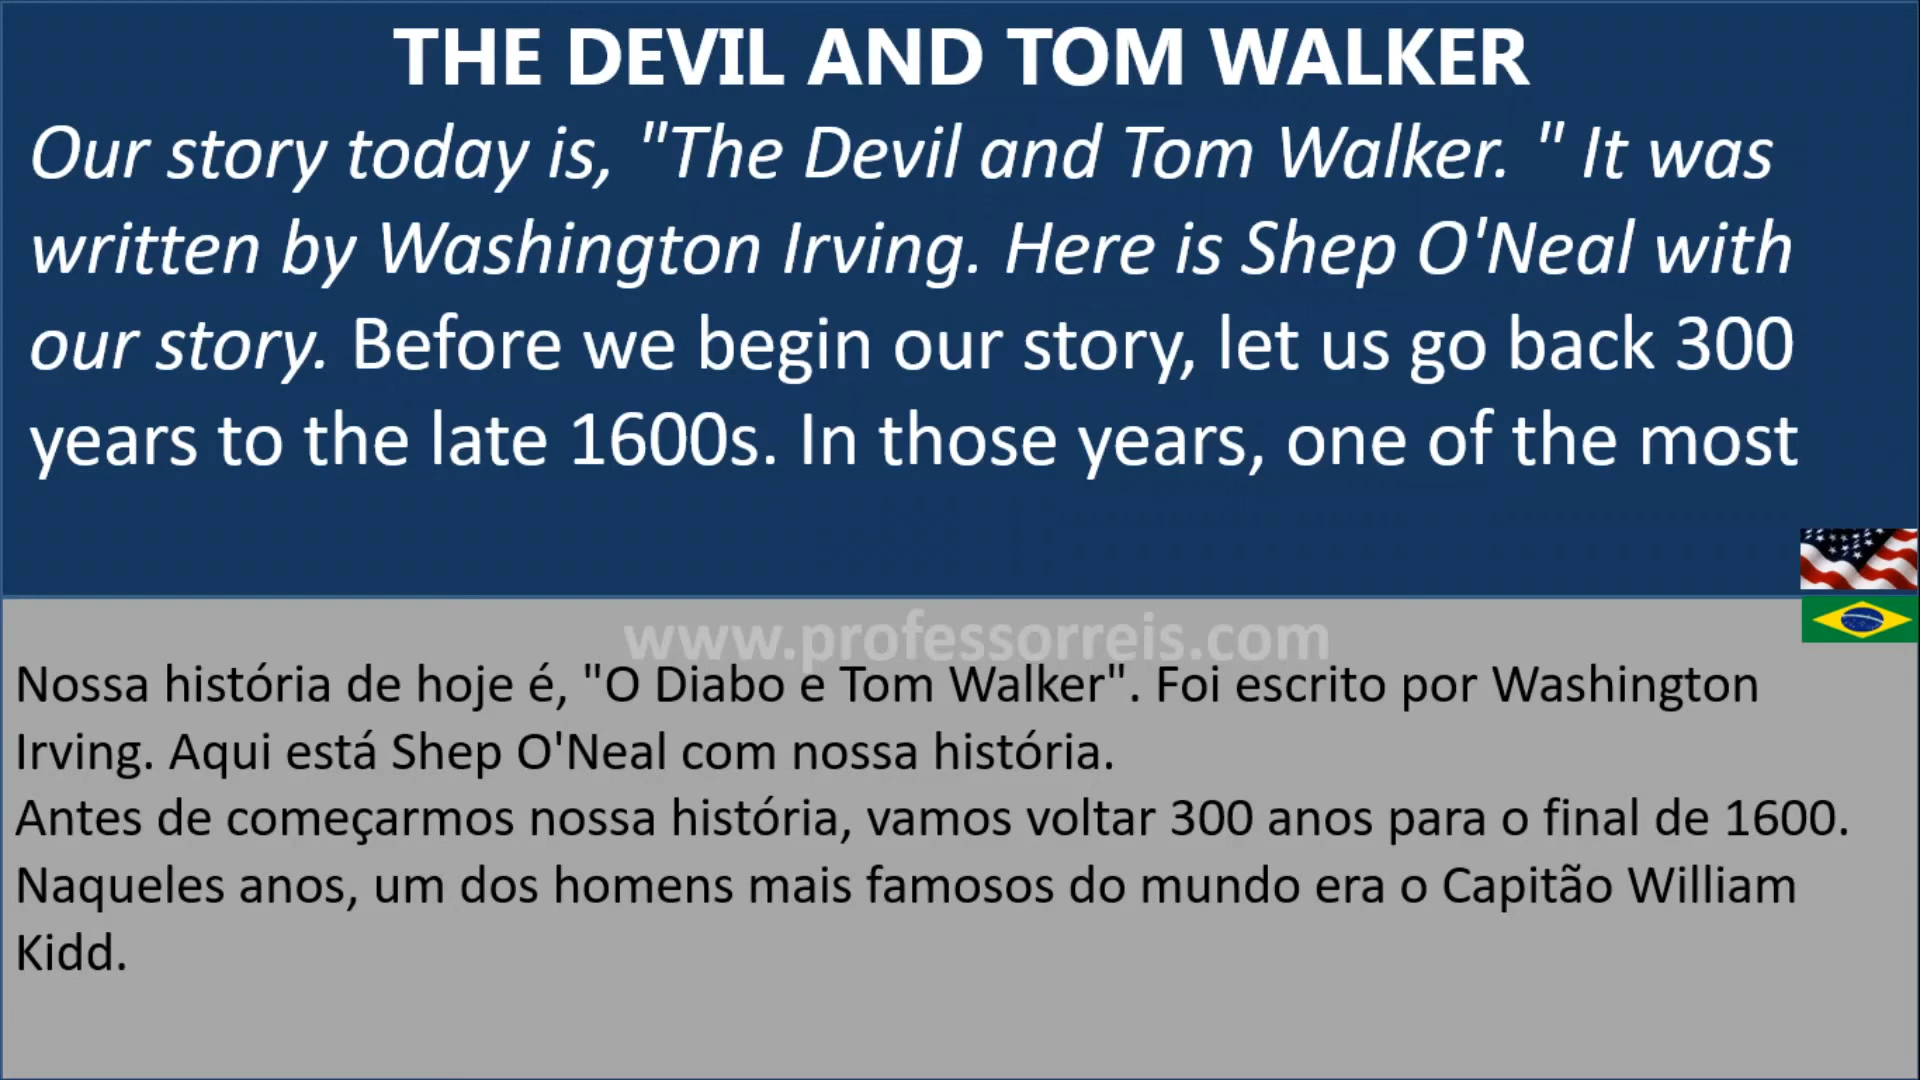 THE DEVIL AND TOM WALKER
Our story today is, "The Devil and Tom Walker. " It was
written by Washington Irving. Here is Shep O'Neal with
our story. Before we begin our story, let us go back 300
years to the late 1600s. In those years, one of the most
www.professorreis.com
Nossa história de hoje é, "O Diabo e Tom Walker". Foi escrito por Washington
Irving. Aqui está Shep O'Neal com nossa história.
Antes de começarmos nossa história, vamos voltar 300 anos para o final de 1600.
Naqueles anos, um dos homens mais famosos do mundo era o Capitão William
Kidd.